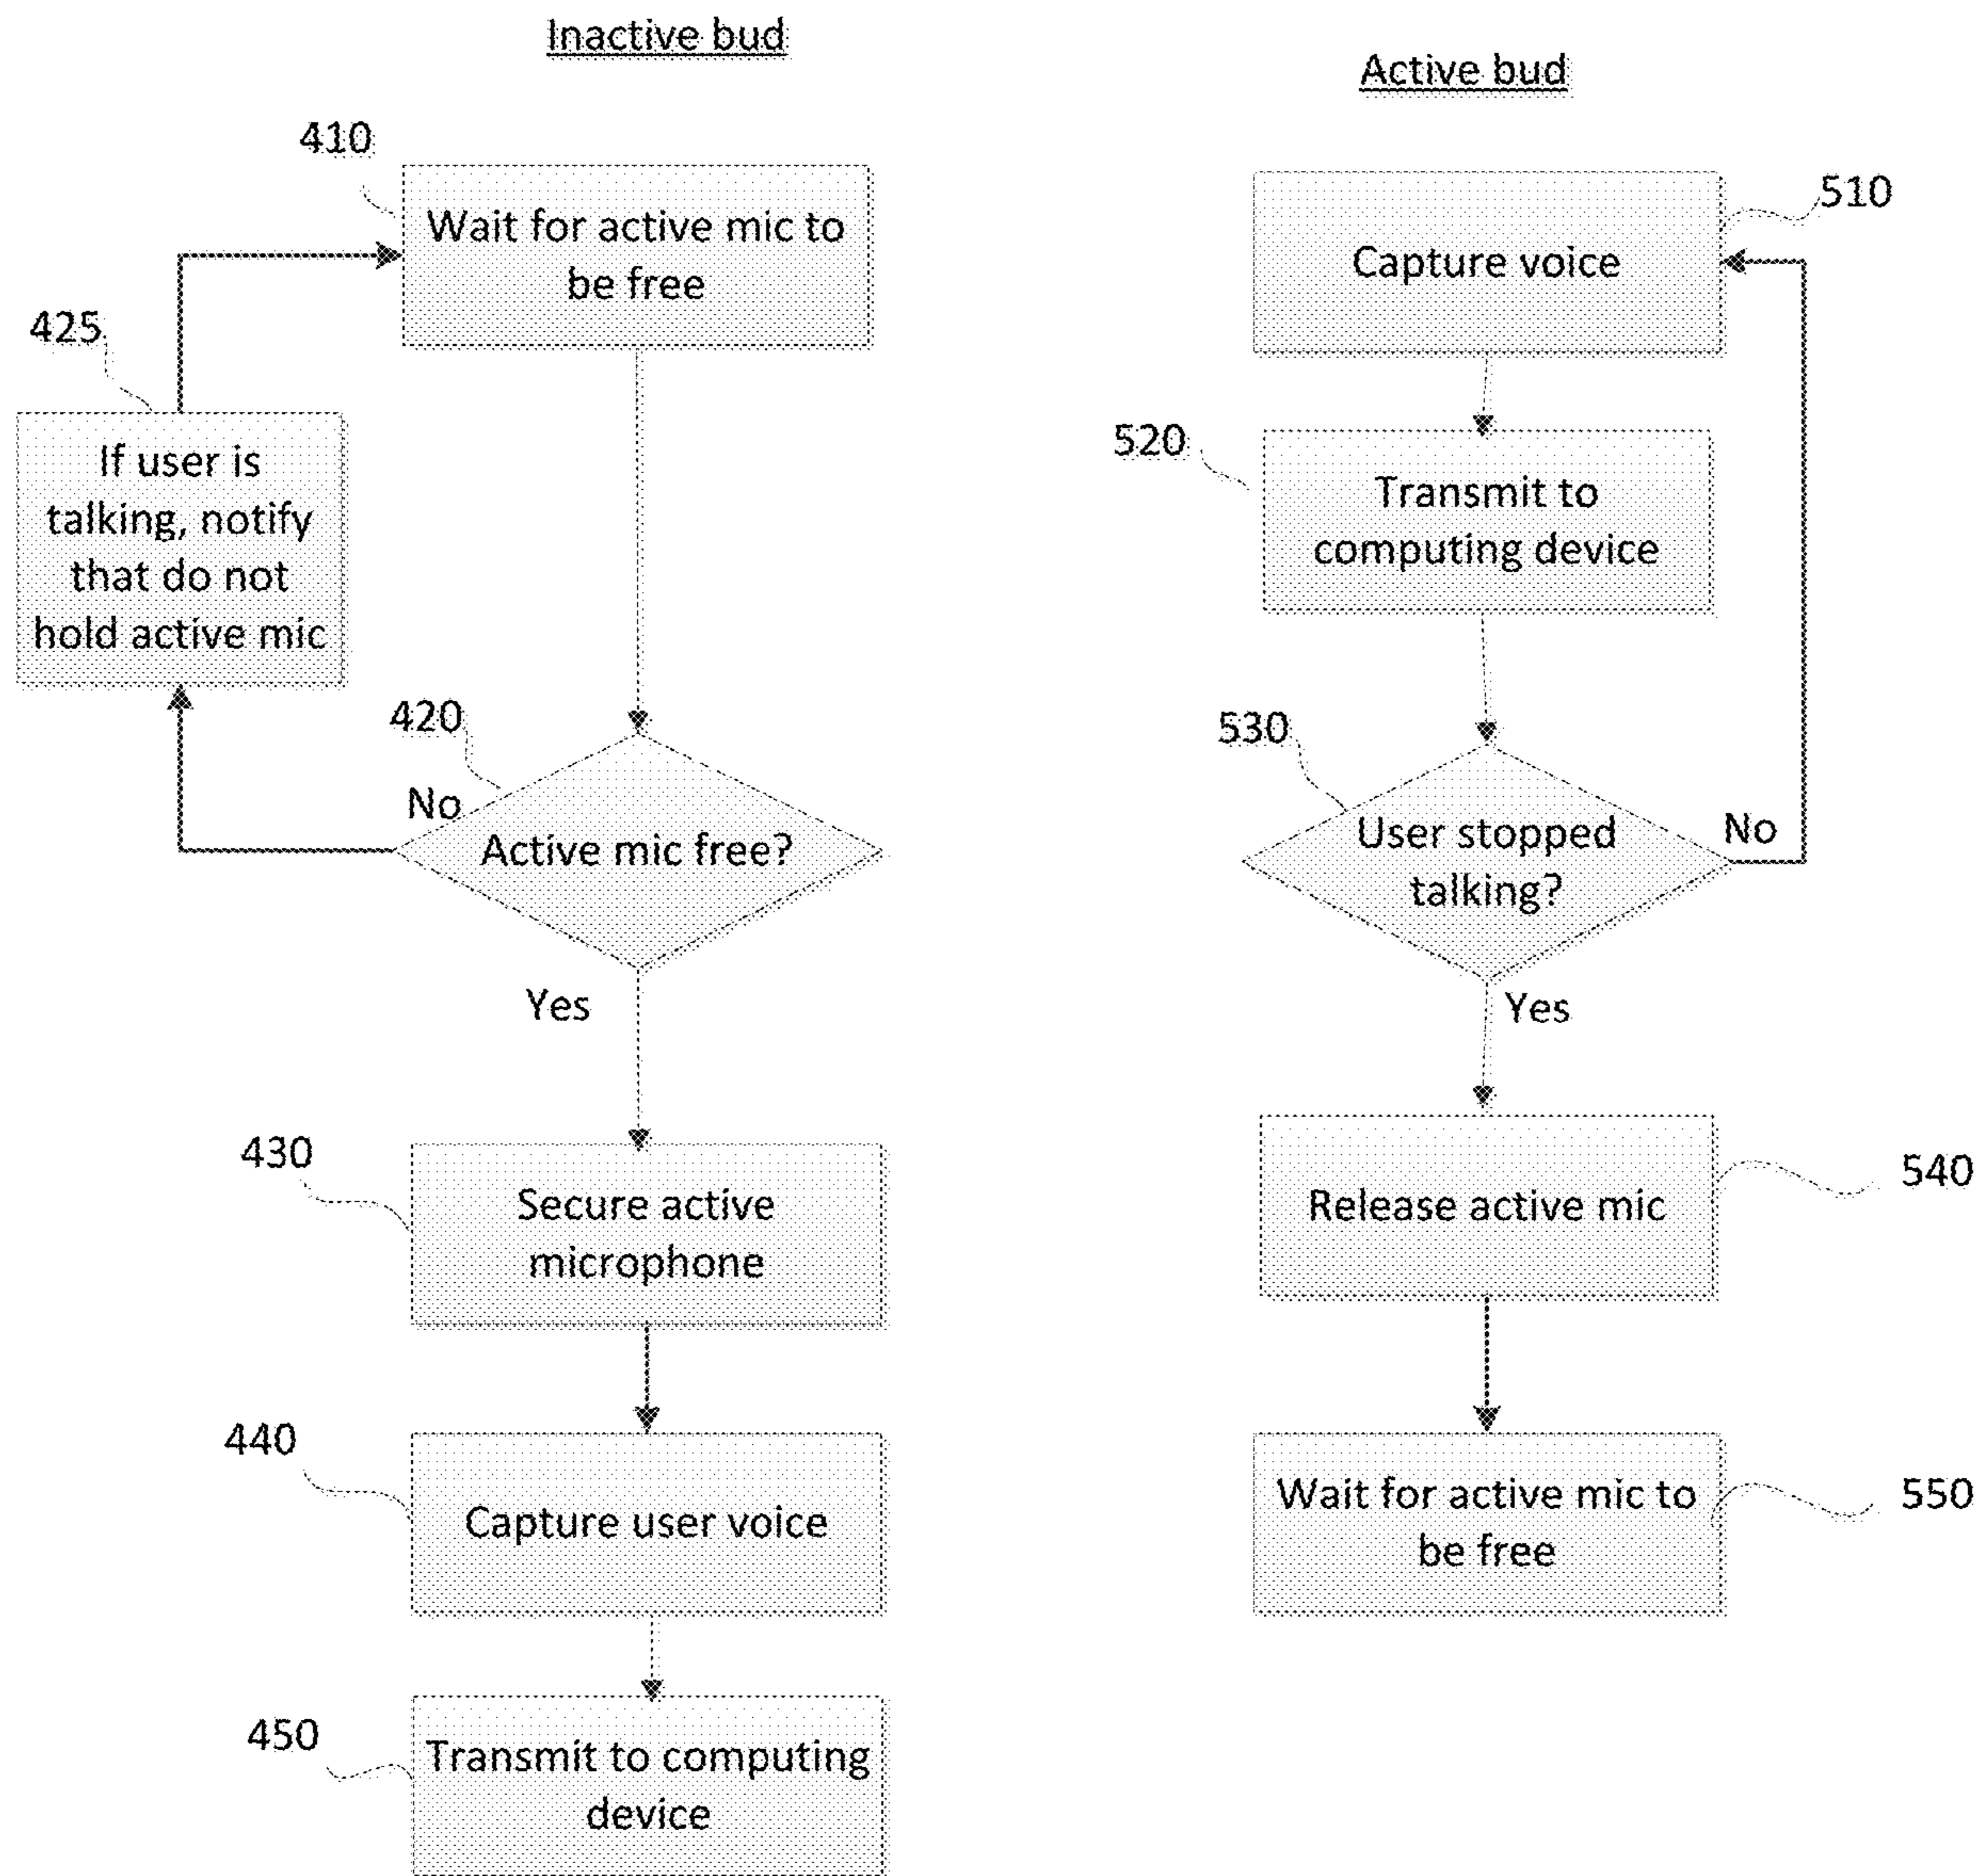 Inactive bud
410
Wait for active mic to
be free
425
If user is
talking, notify
that do not
hold active mic
420
No
Active mic free?
Yes
430
Secure active
microphone
440
Capture user voice
450
Transmit to computing
device
Active bud
510
Capture voice
520
Transmit to
computing device
530
User stopped
talking?
No
Yes
540
Release active mic
550
Wait for active mic to
be free